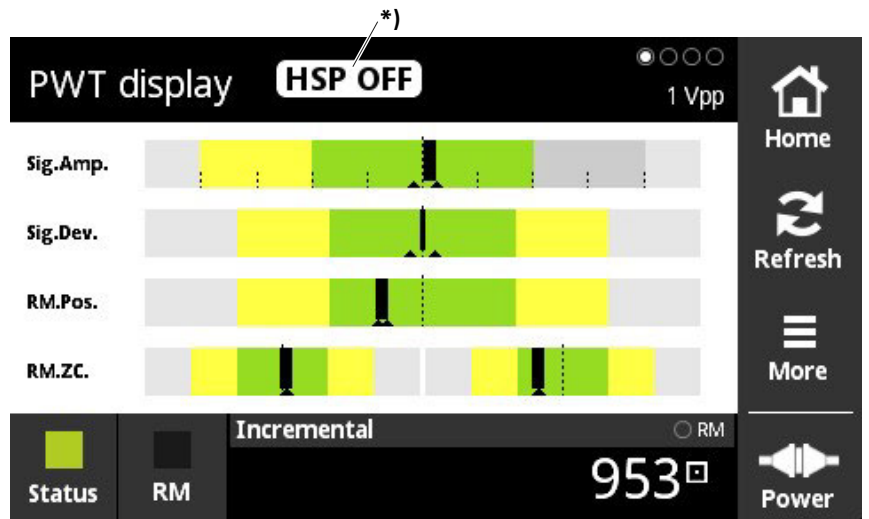 *)
PWT display
HSP OFF
1 Vpp
Home
Sig.Amp.
Sig.Dev.
Refresh
RM.Pos.
RM.ZC.
More
Incremental
RM
953
Status
RM
Power